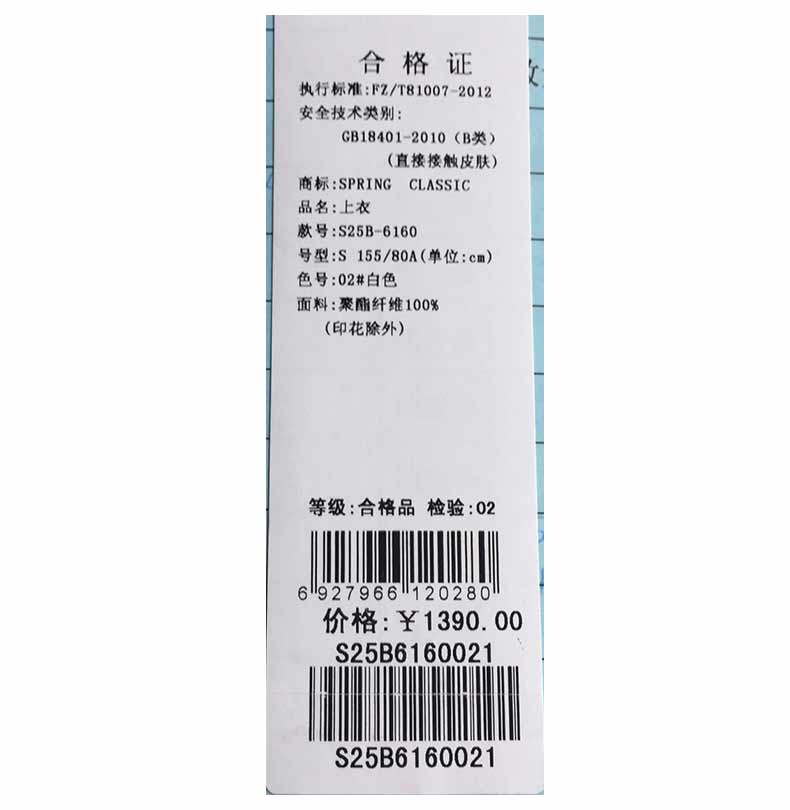 合格证
执行标准:FZ/T81007-2012
安全技术类别:
GB18401-2010（B类）
(直接接触皮肤)
商标:SPRING CLASSIC
品名:上衣
款号:S25B-6160
号型:S 155/80A(单位:cm)
色号:02#白色
面料:聚酯纤维100%
(印花除外)
等级:合格品 检验:02
6 927966 120280
价格:￥1390.00
S25B6160021
S25B6160021